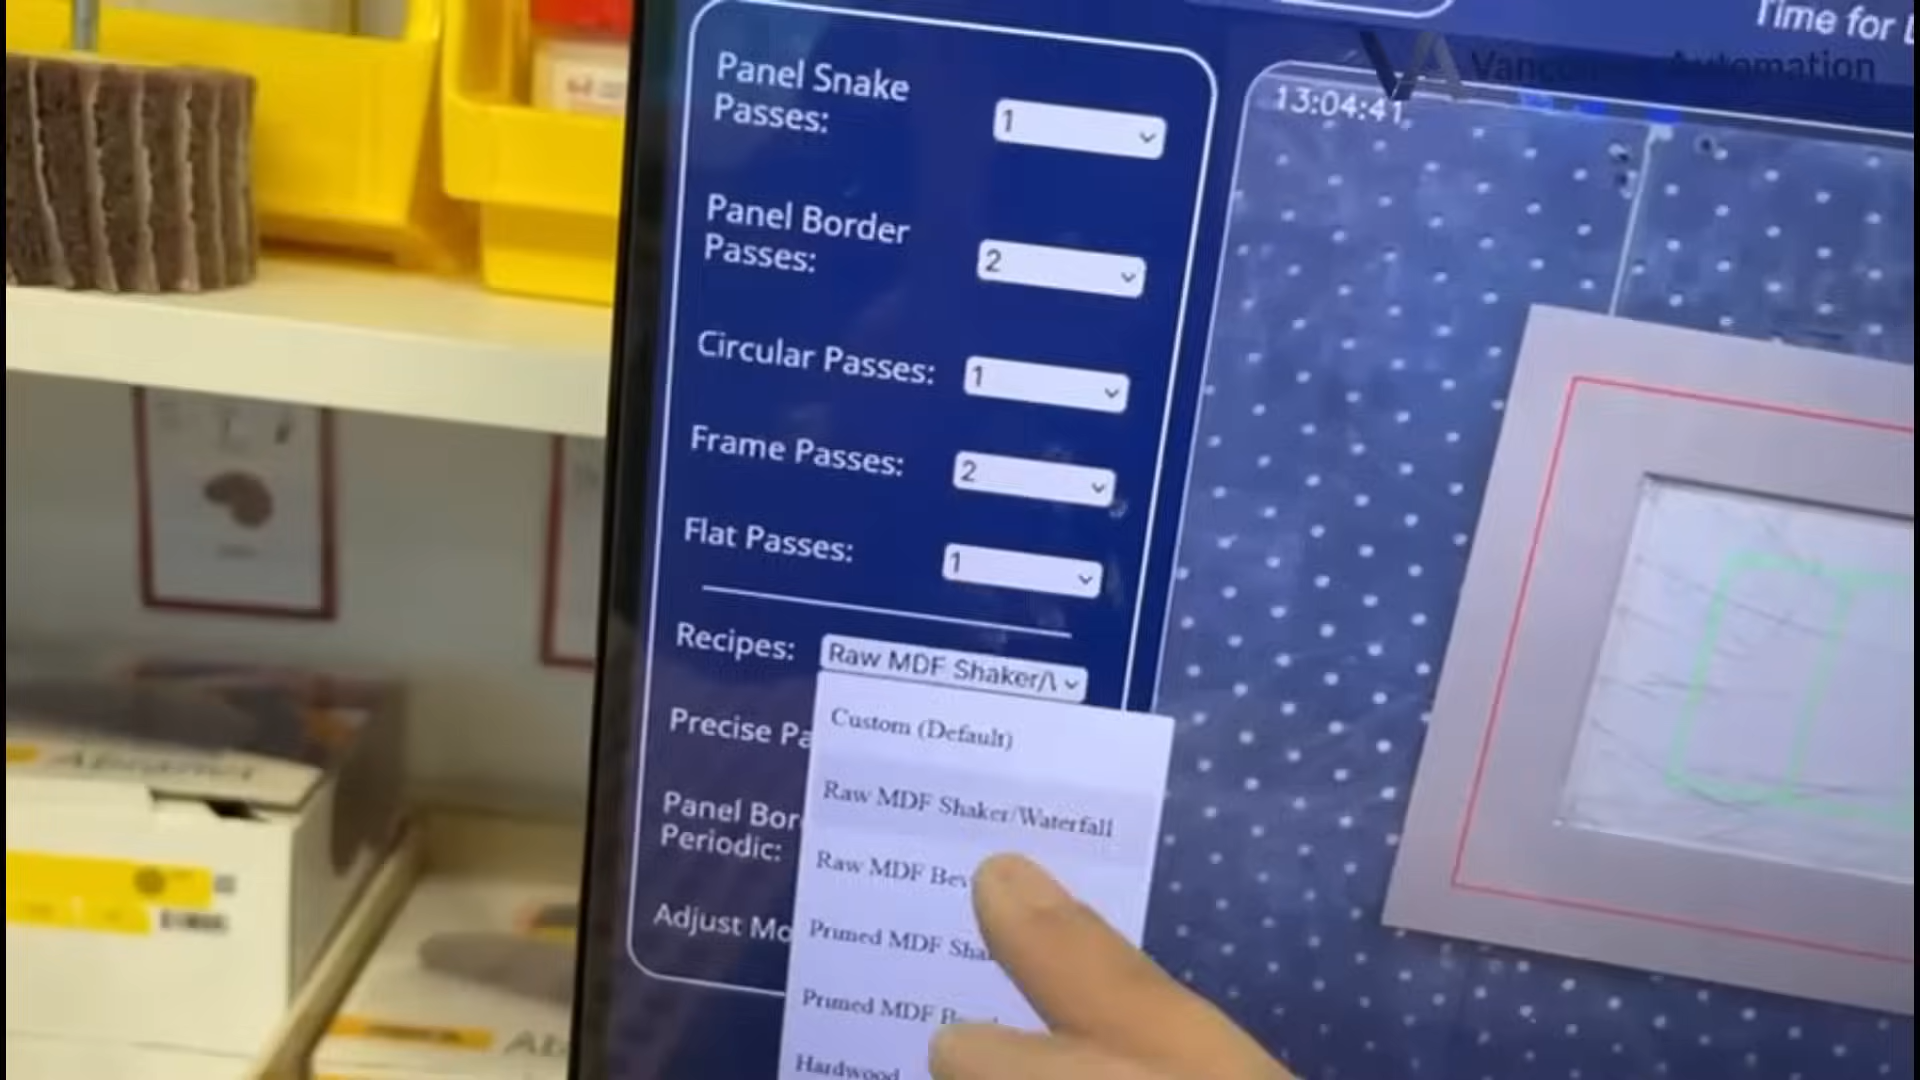 Time for
Automation
13:04:41
Panel Snake
Passes:
1
Panel Border
Passes:
2
Circular Passes:
1
Frame Passes:
2
Flat Passes:
1
Recipes:
Raw MDF Shaker/
Custom (Default)
Raw MDF Shaker/Waterfall
Raw MDF
Primed MDF
Primed MDF
Hardwood
Precise
Panel
Periodic:
Adjust